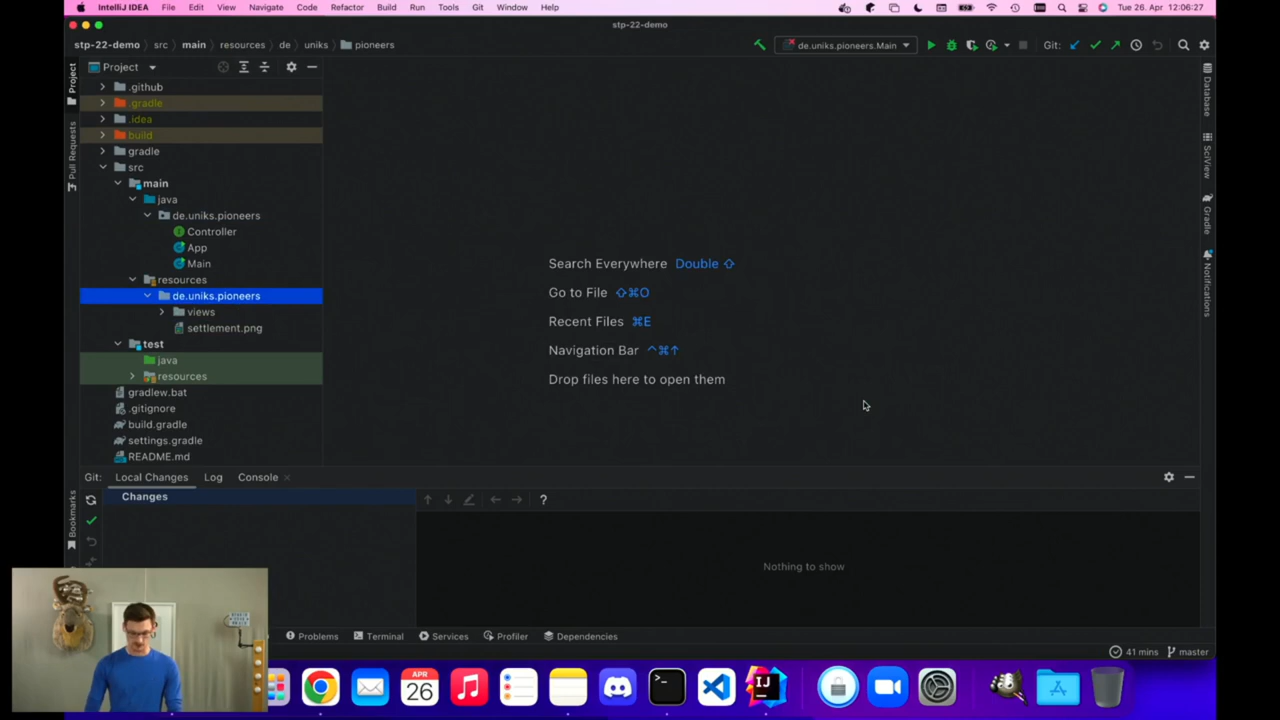 IntelliJ IDEA File Edit View Navigate Code Refactor Build Run Tools Git Window Help Tue 26. Apr 12:06:27
stp-22-demo
stp-22-demo src main resources de uniks pioneers
de.uniks.pioneers.Main
Git:
Project
Project
.github
.gradle
.idea
build
gradle
src
main
java
de.uniks.pioneers
Controller
App
Main
resources
de.uniks.pioneers
views
settlement.png
test
java
resources
gradlew.bat
.gitignore
build.gradle
settings.gradle
README.md
Pull Requests
Bookmarks
Search Everywhere Double ⇧
Go to File ⇧⌘O
Recent Files ⌘E
Navigation Bar ^⌘↑
Drop files here to open them
Database
SciView
Gradle
Notifications
Git: Local Changes Log Console
Changes
Nothing to show
Problems Terminal Services Profiler Dependencies
41 mins master
APR
26